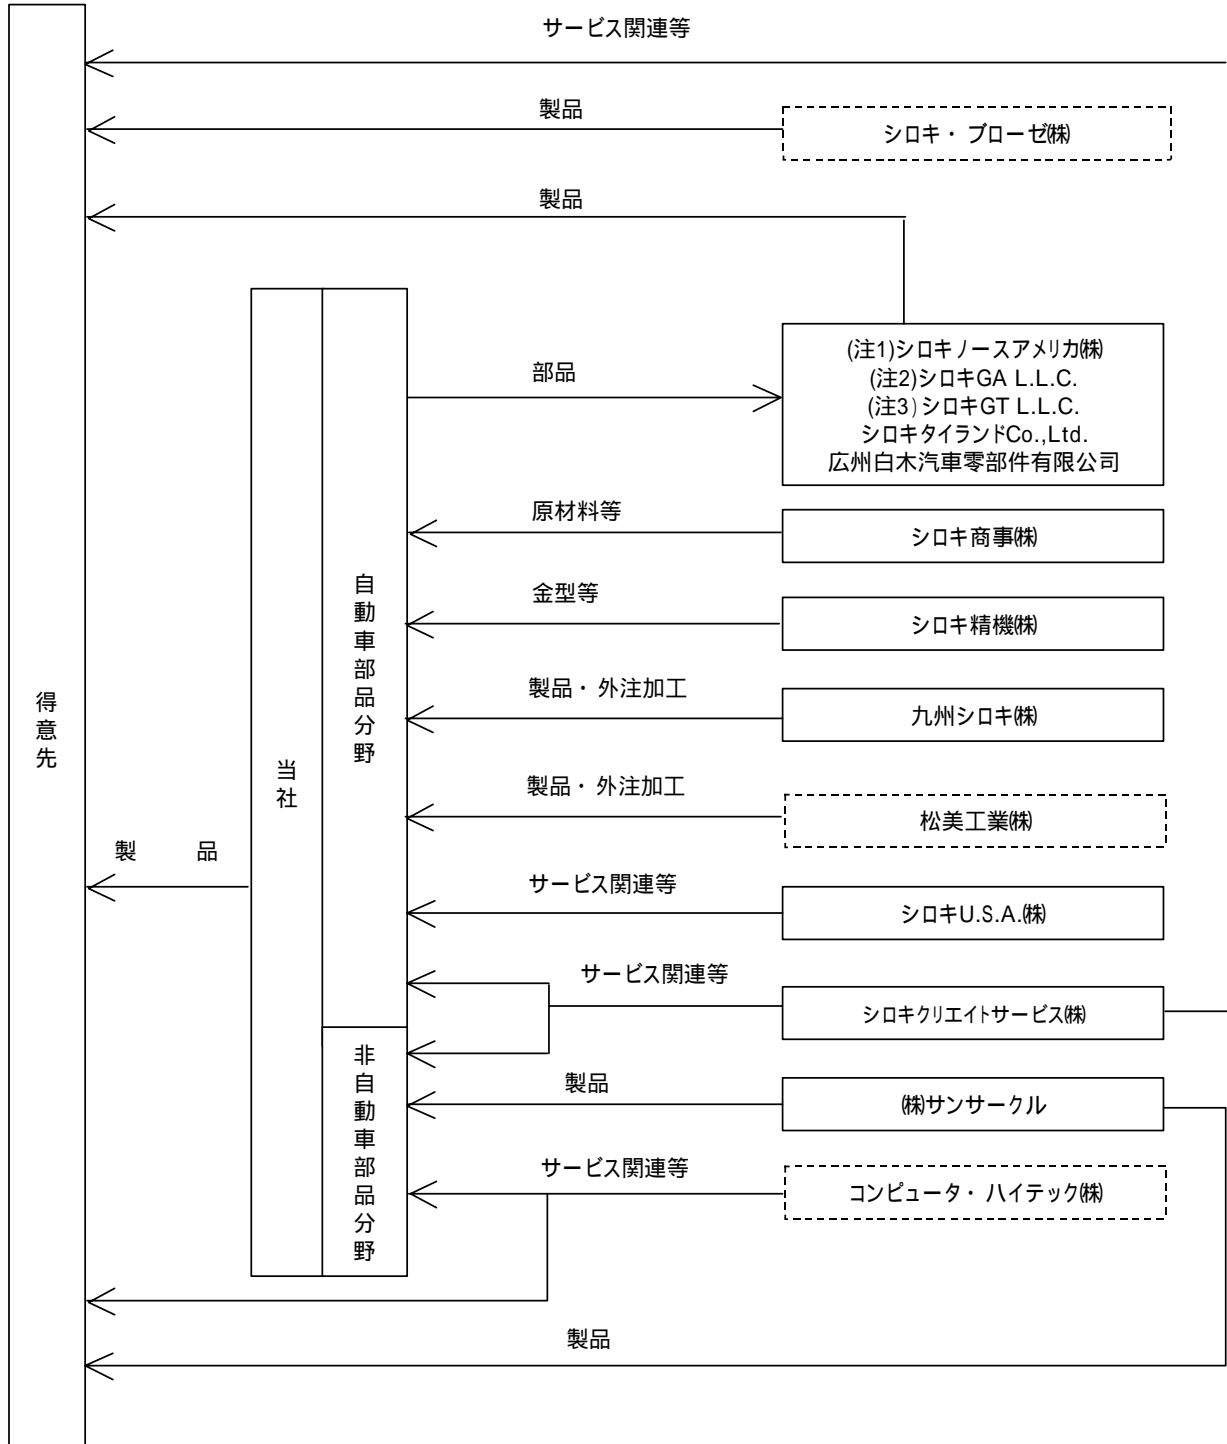 サービス関連等
製品
シロキ・ブローゼ㈱
製品
(注1)シロキノースアメリカ㈱
(注2)シロキGA L.L.C.
(注3)シロキGT L.L.C.
シロキタイランドCo.,Ltd.
広州白木汽車零部件有限公司
部品
原材料等
シロキ商事㈱
金型等
シロキ精機㈱
製品・外注加工
九州シロキ㈱
製品・外注加工
松美工業㈱
サービス関連等
シロキU.S.A.㈱
サービス関連等
シロキクリエイトサービス㈱
製品
㈱サンサークル
サービス関連等
コンピュータ・ハイテック㈱
自動車部品分野
非自動車部品分野
当社
得意先
製　品
製品